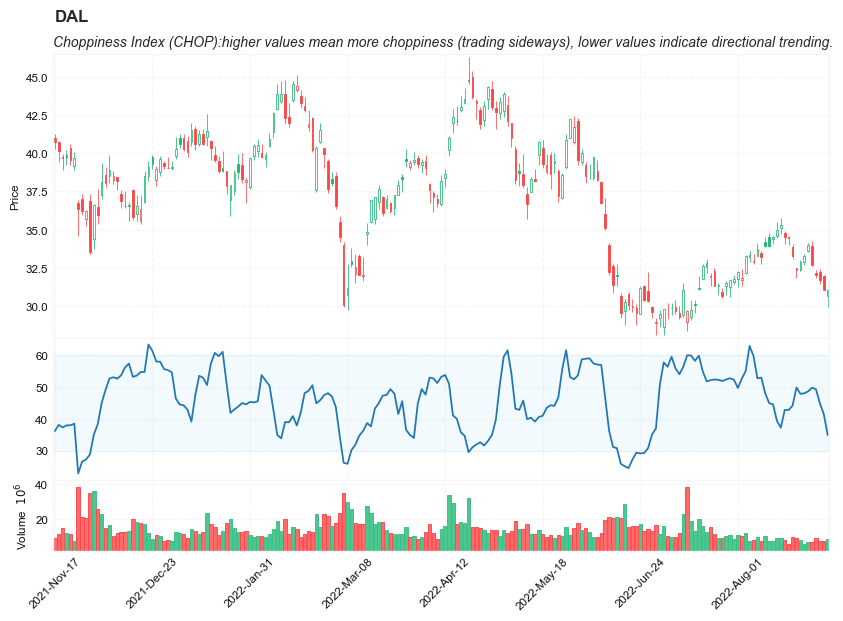 DAL
Choppiness Index (CHOP):higher values mean more choppiness (trading sideways), lower values indicate directional trending.
Price
45.0
42.5
40.0
37.5
35.0
32.5
30.0
60
50
40
30
Volume 10^6
40
20
2021-Nov-17
2021-Dec-23
2022-Jan-31
2022-Mar-08
2022-Apr-12
2022-May-18
2022-Jun-24
2022-Aug-01